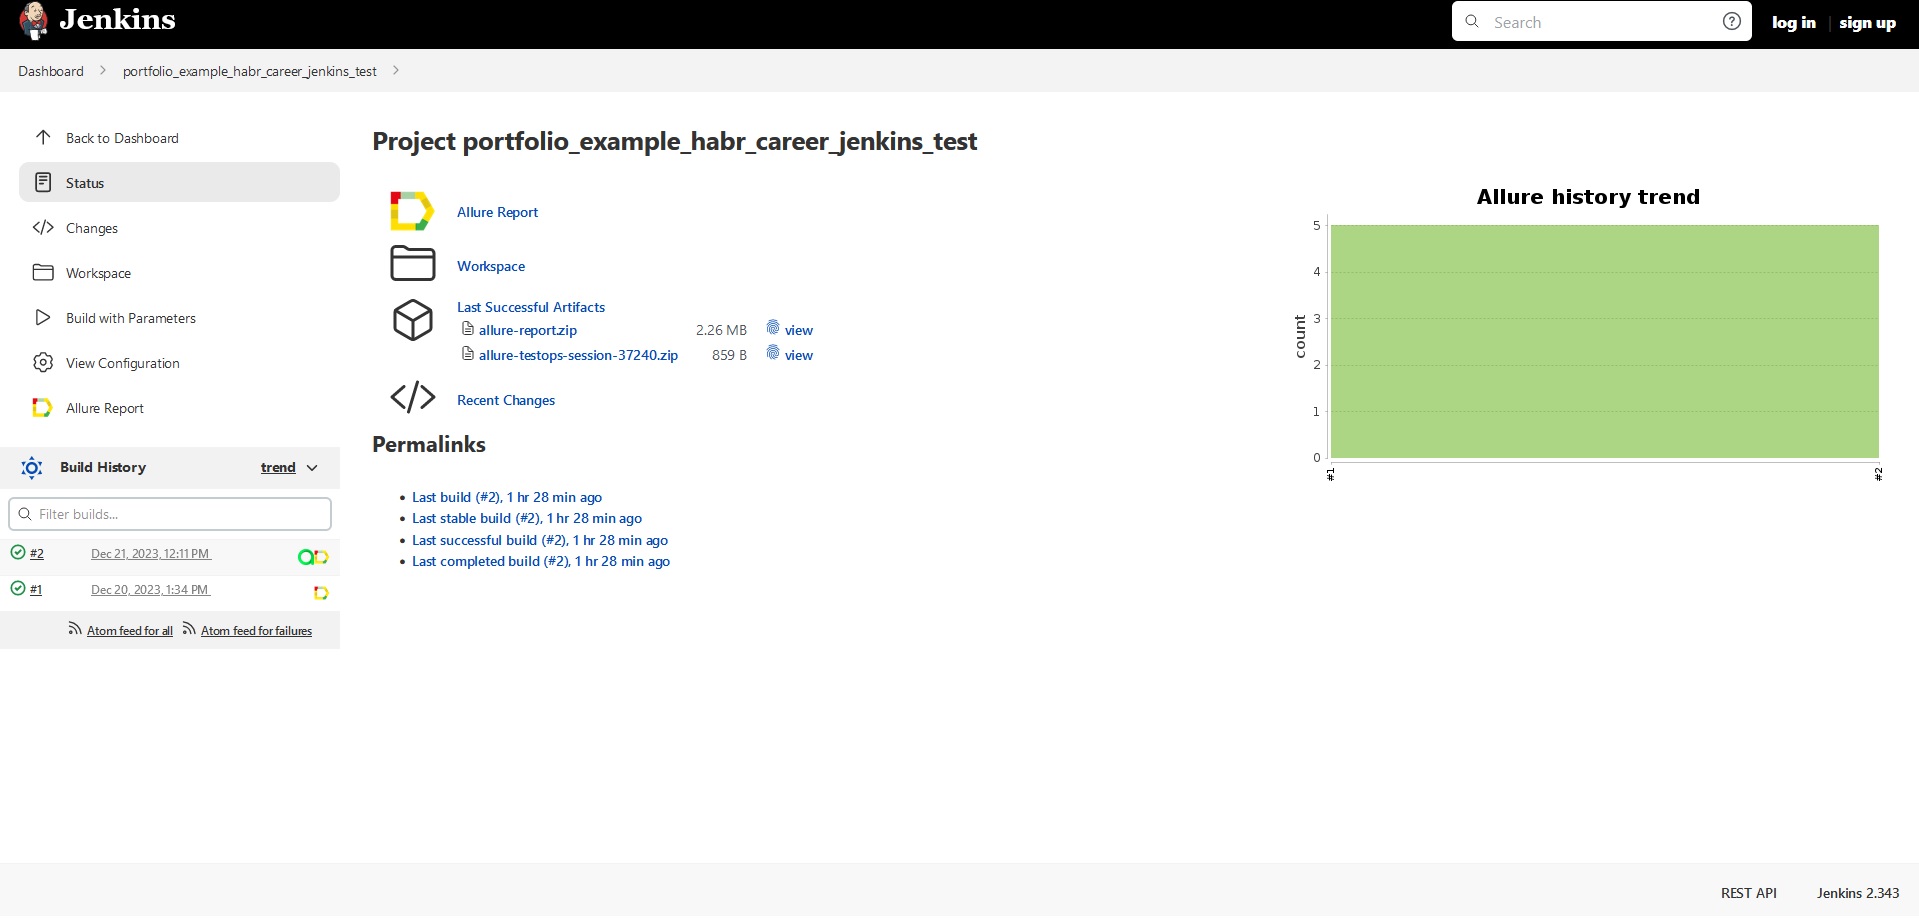 Jenkins
Search
log in
sign up
Dashboard
portfolio_example_habr_career_jenkins_test
Back to Dashboard
Status
Changes
Workspace
Build with Parameters
View Configuration
Allure Report
Build History
trend
Filter builds...
#2 Dec 21, 2023, 12:11 PM
#1 Dec 20, 2023, 1:34 PM
Atom feed for all Atom feed for failures
Project portfolio_example_habr_career_jenkins_test
Allure Report
Workspace
Last Successful Artifacts
allure-report.zip 2.26 MB view
allure-testops-session-37240.zip 859 B view
Recent Changes
Permalinks
Last build (#2), 1 hr 28 min ago
Last stable build (#2), 1 hr 28 min ago
Last successful build (#2), 1 hr 28 min ago
Last completed build (#2), 1 hr 28 min ago
Allure history trend
5
4
3
2
1
0
count
#1
#2
REST API
Jenkins 2.343